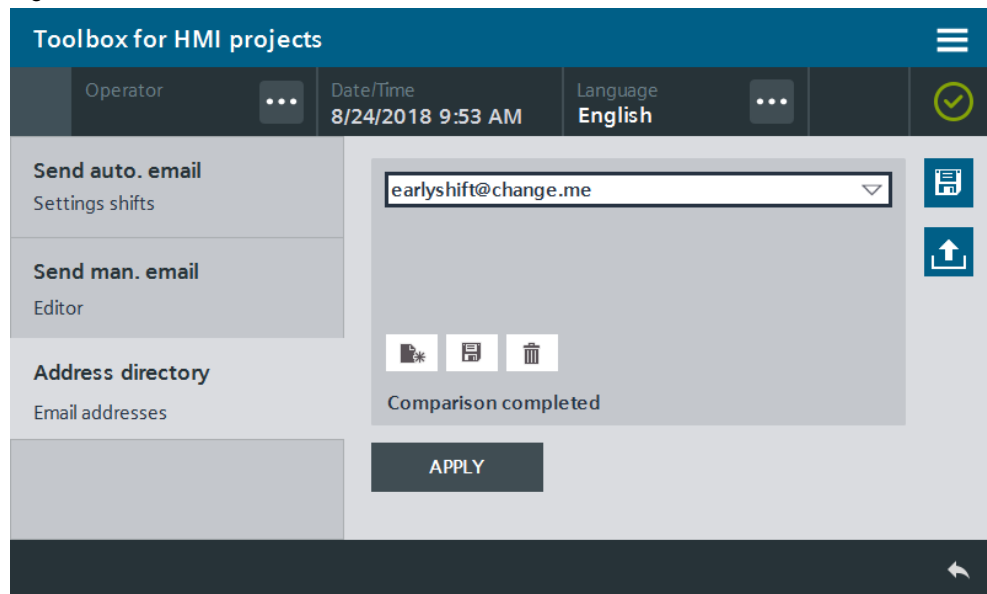 Toolbox for HMI projects
Operator
Date/Time
8/24/2018 9:53 AM
Language
English
Send auto. email
Settings shifts
Send man. email
Editor
Address directory
Email addresses
earlyshift@change.me
Comparison completed
APPLY